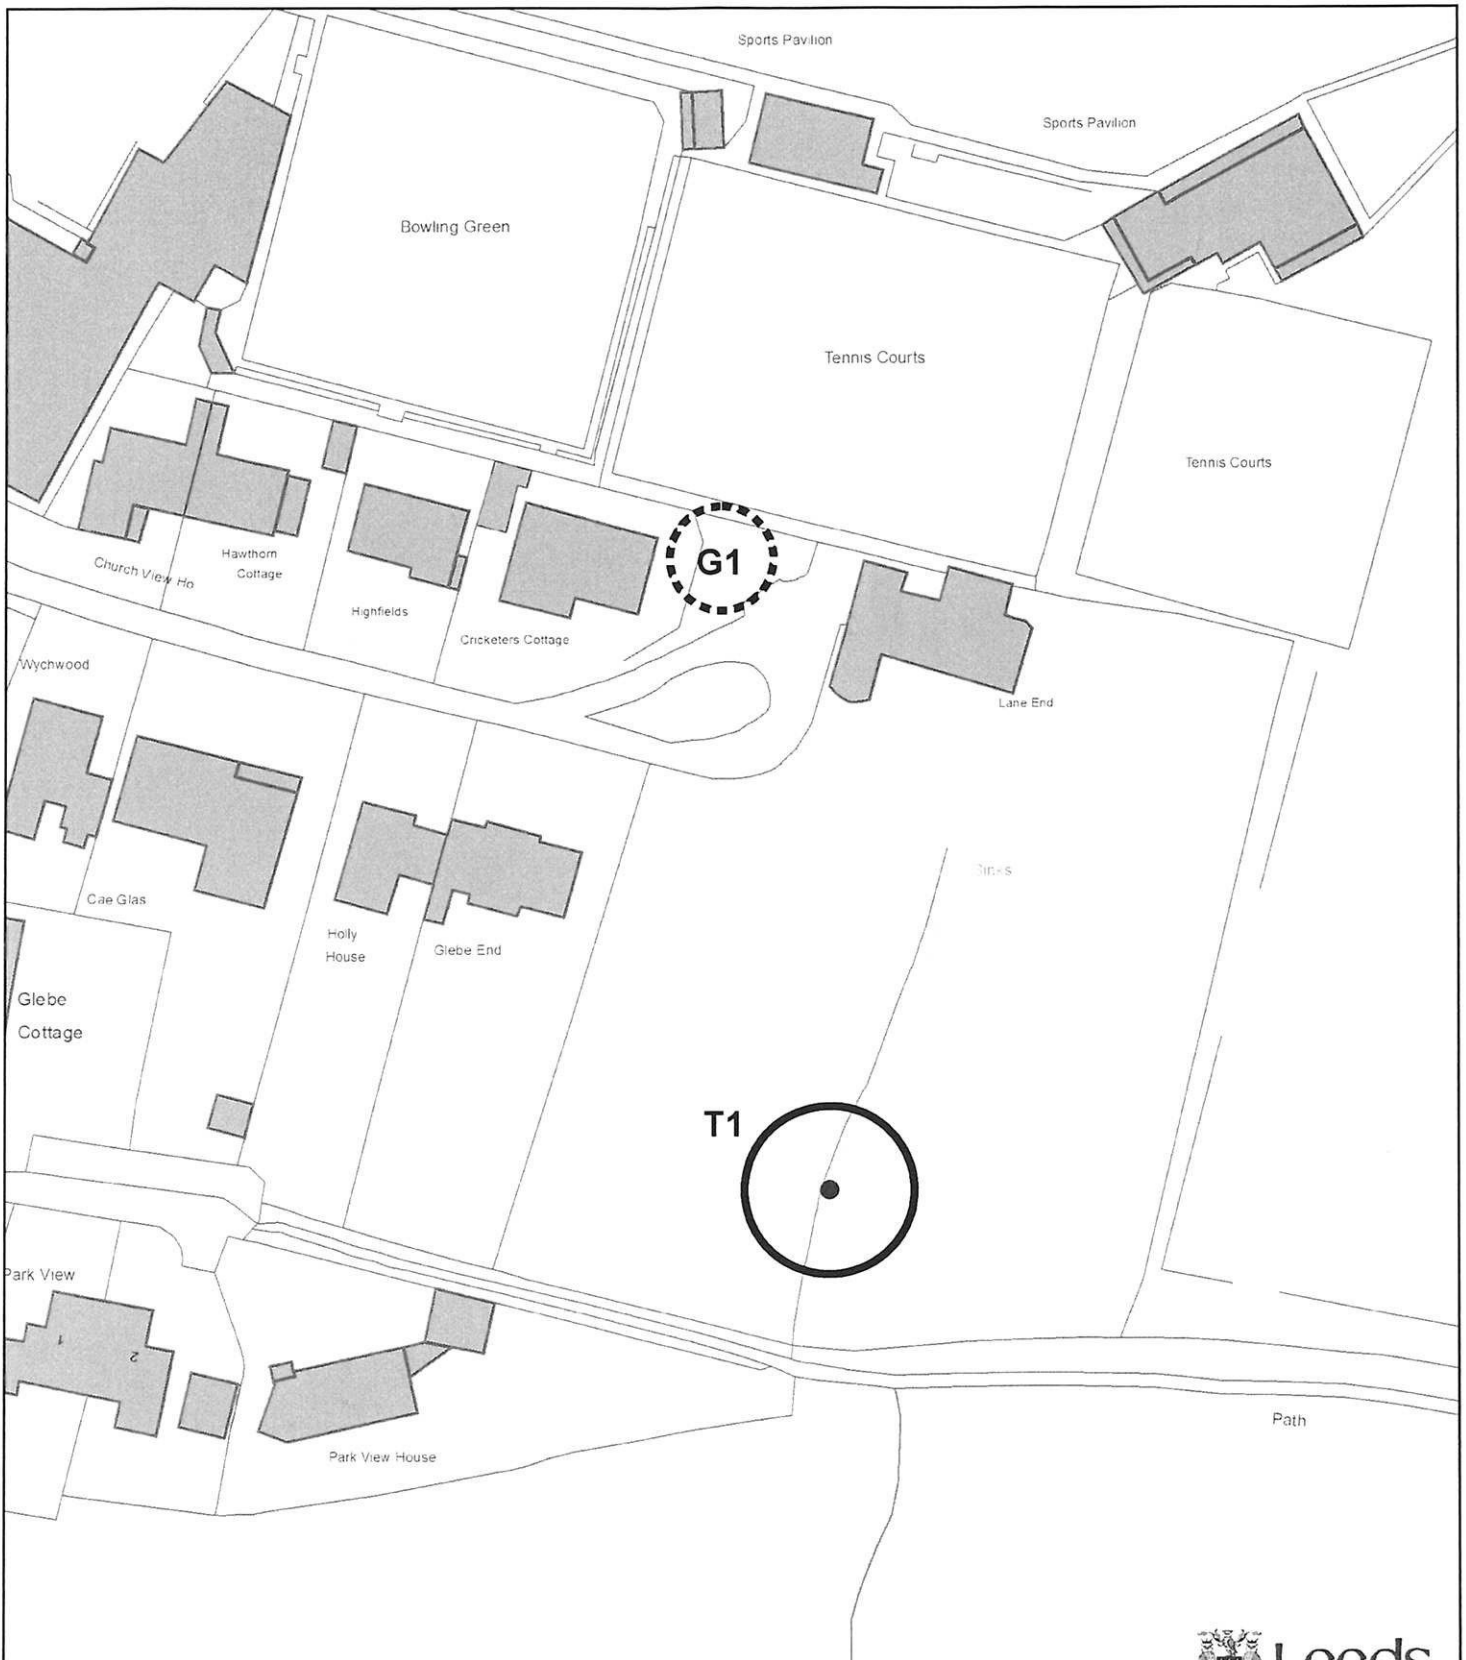 Sports Pavilion
Sports Pavilion
Bowling Green
Tennis Courts
Tennis Courts
G1
Church View Ho
Hawthorn
Cottage
Highfields
Cricketers Cottage
Wychwood
Lane End
Cae Glas
Holly
House
Glebe End
Sinks
Glebe
Cottage
T1
Park View
1
2
Path
Park View House
Leeds